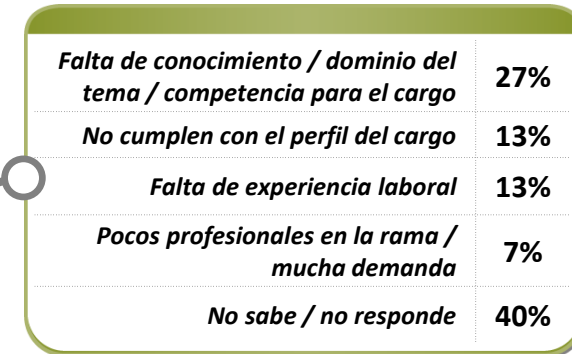 Falta de conocimiento / dominio del
tema / competencia para el cargo
27%
No cumplen con el perfil del cargo 13%
Falta de experiencia laboral 13%
Pocos profesionales en la rama /
mucha demanda
7%
No sabe / no responde 40%